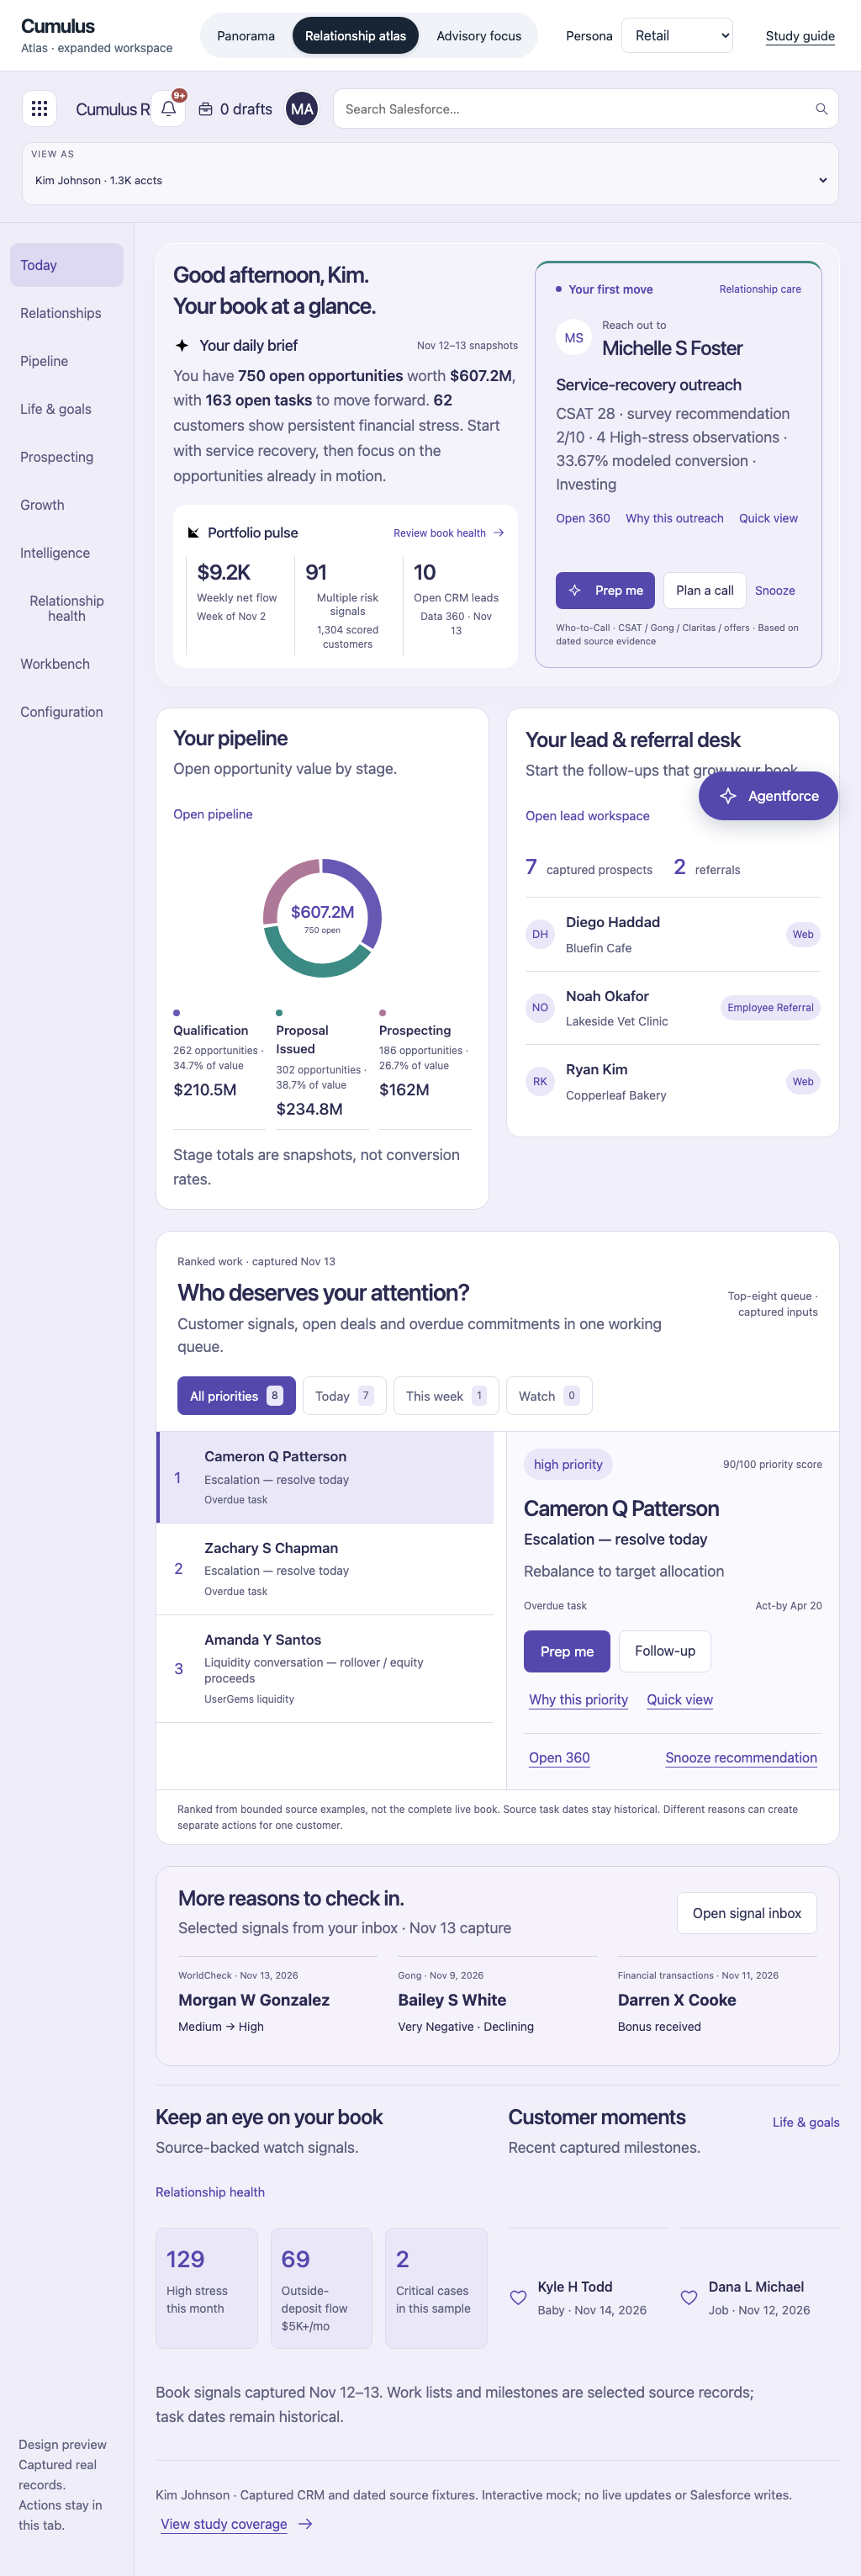 Cumulus
Atlas · expanded workspace
Panorama
Relationship atlas
Advisory focus
Persona
Retail
Study guide
Cumulus R
9+
0 drafts
MA
Search Salesforce...
VIEW AS
Kim Johnson · 1.3K accts
Today
Relationships
Pipeline
Life & goals
Prospecting
Growth
Intelligence
Relationship
health
Workbench
Configuration
Good afternoon, Kim.
Your book at a glance.
Your daily brief
Nov 12–13 snapshots
You have 750 open opportunities worth $607.2M,
with 163 open tasks to move forward. 62
customers show persistent financial stress. Start
with service recovery, then focus on the
opportunities already in motion.
Portfolio pulse
Review book health →
$9.2K
Weekly net flow
Week of Nov 2
91
Multiple risk
signals
1,304 scored
customers
10
Open CRM leads
Data 360 · Nov
13
Your first move
Relationship care
MS
Reach out to
Michelle S Foster
Service-recovery outreach
CSAT 28 · survey recommendation
2/10 · 4 High-stress observations ·
33.67% modeled conversion ·
Investing
Open 360
Why this outreach
Quick view
Prep me
Plan a call
Snooze
Who-to-Call · CSAT / Gong / Claritas / offers · Based on
dated source evidence
Your pipeline
Open opportunity value by stage.
Open pipeline
$607.2M
750 open
Qualification
262 opportunities ·
34.7% of value
$210.5M
Proposal
Issued
302 opportunities ·
38.7% of value
$234.8M
Prospecting
186 opportunities ·
26.7% of value
$162M
Stage totals are snapshots, not conversion
rates.
Your lead & referral desk
Start the follow-ups that grow your book.
Agentforce
Open lead workspace
7 captured prospects
2 referrals
DH
Diego Haddad
Bluefin Cafe
Web
NO
Noah Okafor
Lakeside Vet Clinic
Employee Referral
RK
Ryan Kim
Copperleaf Bakery
Web
Ranked work · captured Nov 13
Who deserves your attention?
Customer signals, open deals and overdue commitments in one working
queue.
Top-eight queue ·
captured inputs
All priorities 8
Today 7
This week 1
Watch 0
1
Cameron Q Patterson
Escalation — resolve today
Overdue task
2
Zachary S Chapman
Escalation — resolve today
Overdue task
3
Amanda Y Santos
Liquidity conversation — rollover / equity
proceeds
UserGems liquidity
high priority
90/100 priority score
Cameron Q Patterson
Escalation — resolve today
Rebalance to target allocation
Overdue task
Act-by Apr 20
Prep me
Follow-up
Why this priority
Quick view
Open 360
Snooze recommendation
Ranked from bounded source examples, not the complete live book. Source task dates stay historical. Different reasons can create
separate actions for one customer.
More reasons to check in.
Selected signals from your inbox · Nov 13 capture
Open signal inbox
WorldCheck · Nov 13, 2026
Morgan W Gonzalez
Medium → High
Gong · Nov 9, 2026
Bailey S White
Very Negative · Declining
Financial transactions · Nov 11, 2026
Darren X Cooke
Bonus received
Keep an eye on your book
Source-backed watch signals.
Relationship health
129
High stress
this month
69
Outside-
deposit flow
$5K+/mo
2
Critical cases
in this sample
Customer moments
Recent captured milestones.
Life & goals
Kyle H Todd
Baby · Nov 14, 2026
Dana L Michael
Job · Nov 12, 2026
Book signals captured Nov 12–13. Work lists and milestones are selected source records;
task dates remain historical.
Design preview
Captured real
records.
Actions stay in
this tab.
Kim Johnson · Captured CRM and dated source fixtures. Interactive mock; no live updates or Salesforce writes.
View study coverage →